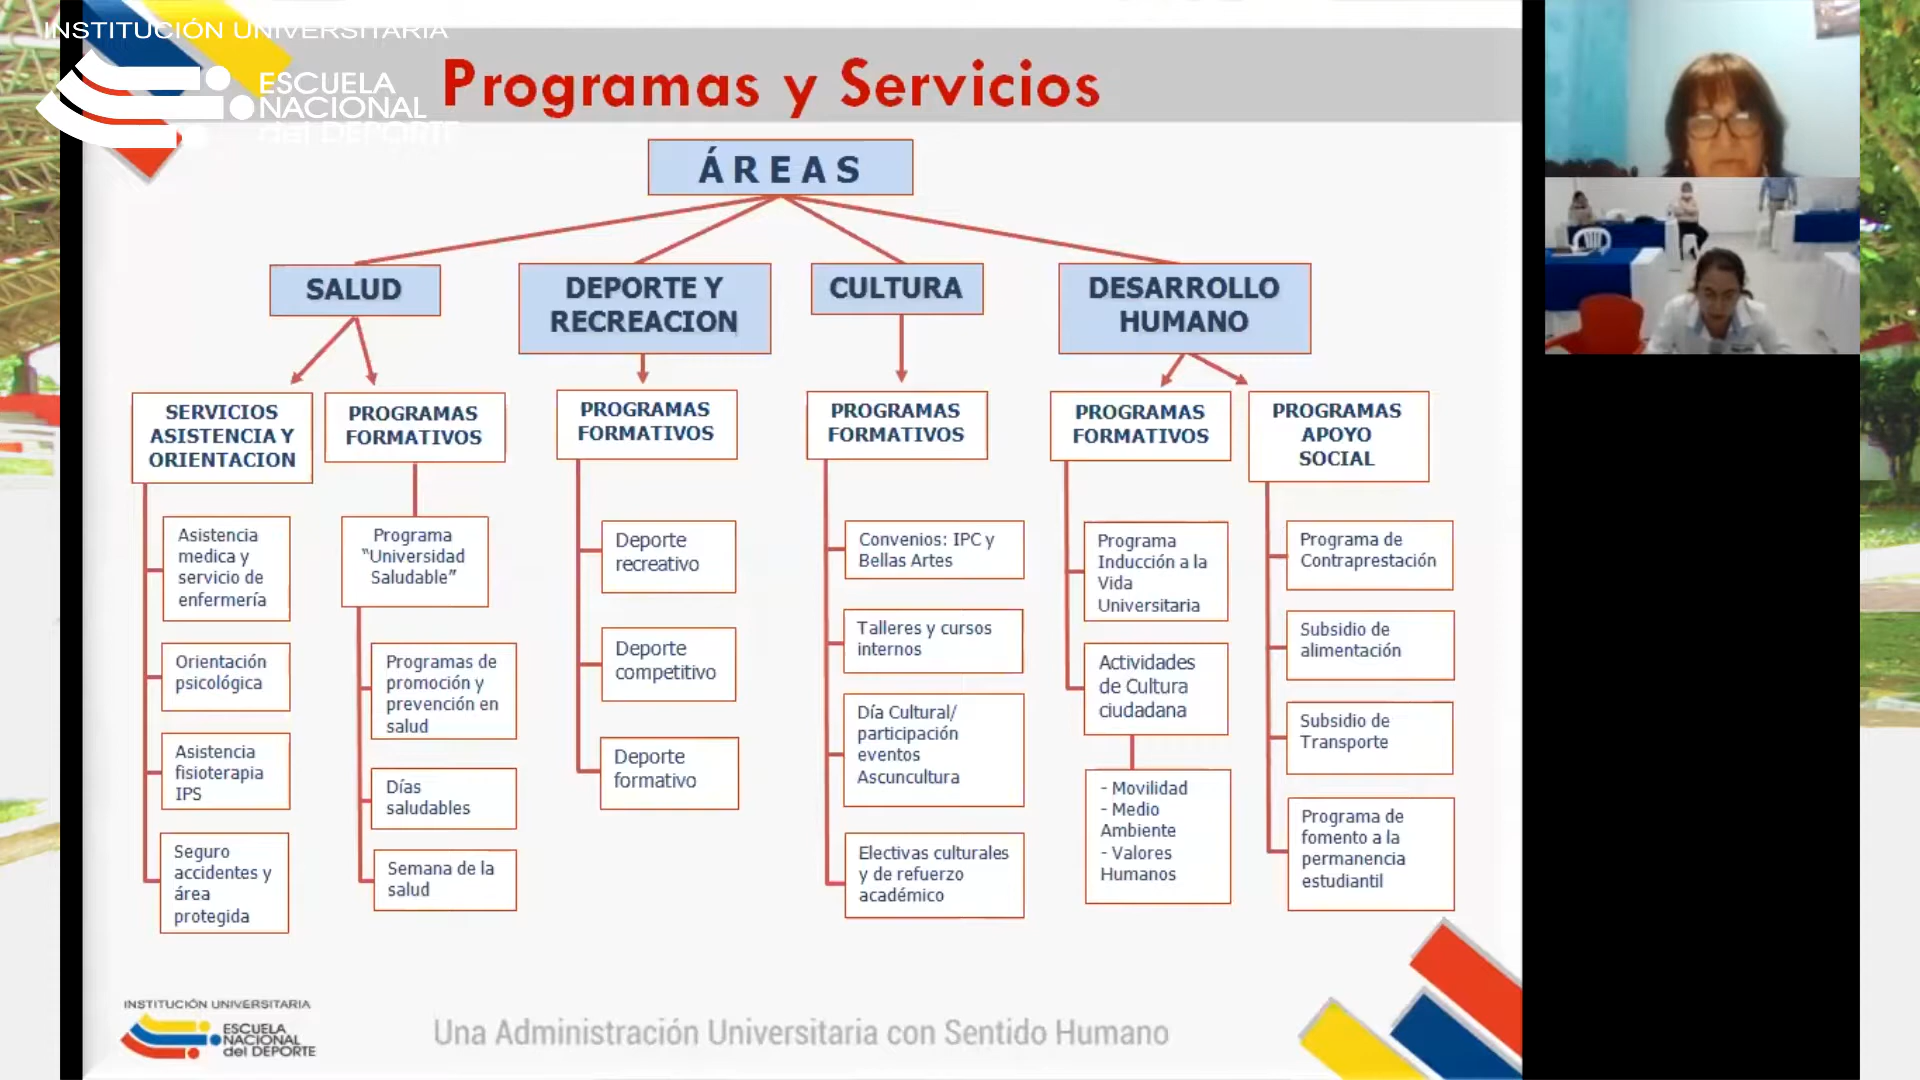 INSTITUCIÓN UNIVERSITARIA
ESCUELA
NACIONAL
del DEPORTE
Programas y Servicios
ÁREAS
SALUD
DEPORTE Y
RECREACION
CULTURA
DESARROLLO
HUMANO
SERVICIOS
ASISTENCIA Y
ORIENTACION
PROGRAMAS
FORMATIVOS
PROGRAMAS
FORMATIVOS
PROGRAMAS
FORMATIVOS
PROGRAMAS
FORMATIVOS
PROGRAMAS
APOYO
SOCIAL
Asistencia
medica y
servicio de
enfermería
Orientación
psicológica
Asistencia
fisioterapia
IPS
Seguro
accidentes y
área
protegida
Programa
“Universidad
Saludable”
Programas de
promoción y
prevención en
salud
Días
saludables
Semana de la
salud
Deporte
recreativo
Deporte
competitivo
Deporte
formativo
Convenios: IPC y
Bellas Artes
Talleres y cursos
internos
Día Cultural/
participación
eventos
Ascuncultura
Electivas culturales
y de refuerzo
académico
Programa
Inducción a la
Vida
Universitaria
Actividades
de Cultura
ciudadana
- Movilidad
- Medio
Ambiente
- Valores
Humanos
Programa de
Contraprestación
Subsidio de
alimentación
Subsidio de
Transporte
Programa de
fomento a la
permanencia
estudiantil
INSTITUCIÓN UNIVERSITARIA
ESCUELA
NACIONAL
del DEPORTE
Una Administración Universitaria con Sentido Humano